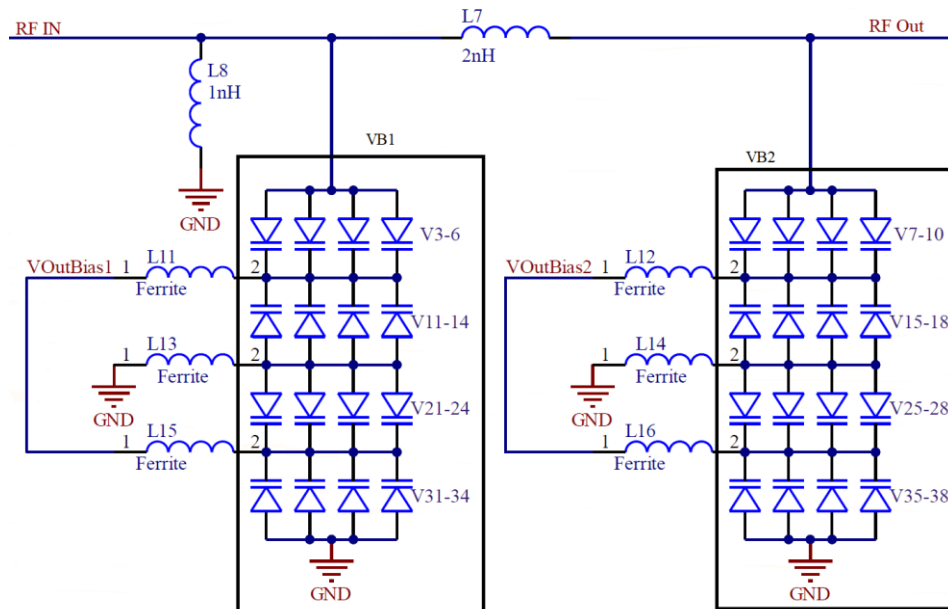 RF IN
L7
2nH
RF Out
L8
1nH
GND
VB1
VB2
V3-6
V7-10
VOutBias1
1
L11
2
Ferrite
VOutBias2
1
L12
2
Ferrite
V11-14
V15-18
1
L13
2
Ferrite
GND
1
L14
2
Ferrite
GND
V21-24
V25-28
1
L15
2
Ferrite
1
L16
2
Ferrite
V31-34
V35-38
GND
GND